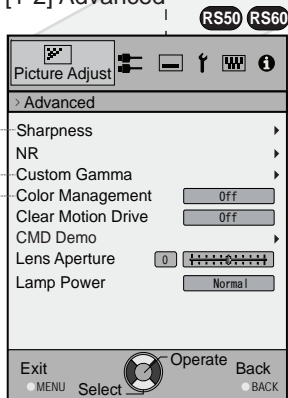 [1-2] Advanced
RS50 RS60
Picture Adjust
> Advanced
Sharpness
NR
Custom Gamma
Color Management Off
Clear Motion Drive Off
CMD Demo
Lens Aperture 0
Lamp Power Normal
Exit Operate Back
MENU Select BACK